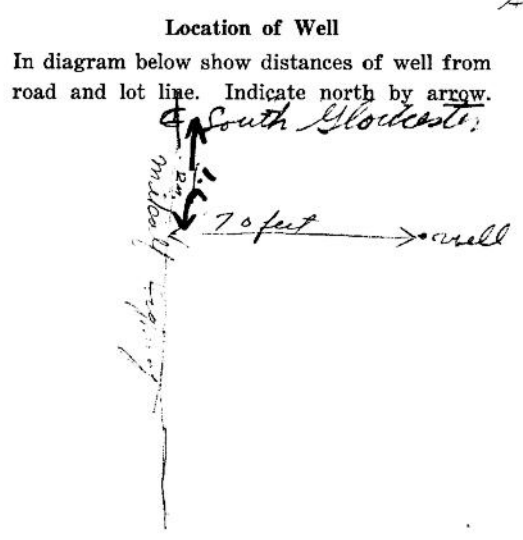 Location of Well
In diagram below show distances of well from
road and lot line. Indicate north by arrow.
South Gloucester
70 feet
well